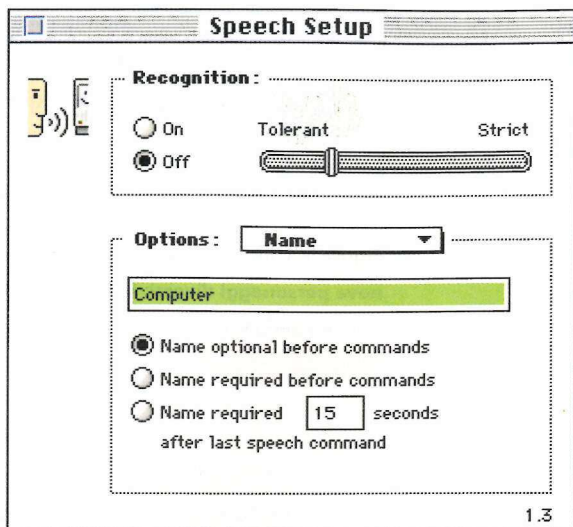 Speech Setup
Recognition:
On
Tolerant Strict
Off
Options: Name
Computer
Name optional before commands
Name required before commands
Name required 15 seconds
after last speech command
1.3